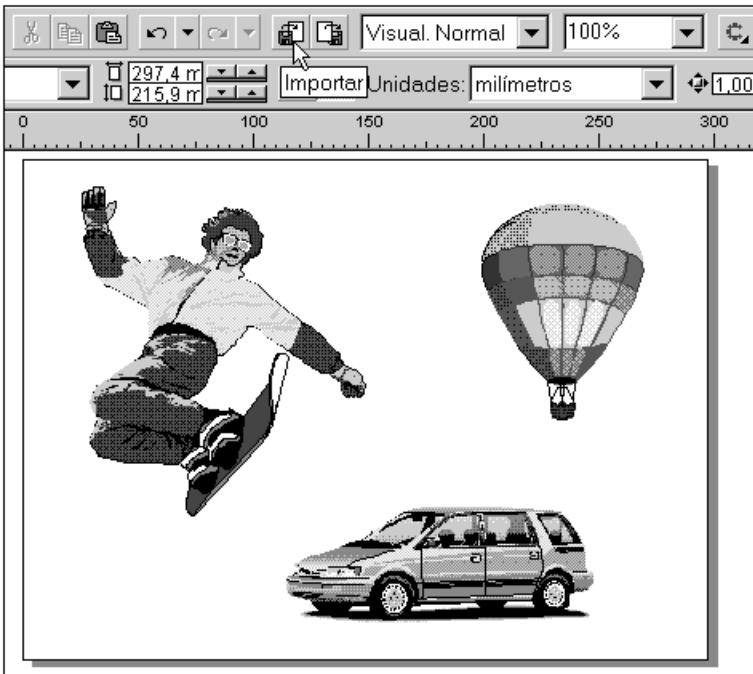 Visual. Normal 100%
297,4 m
215,9 m
Importar Unidades: milímetros 1,00
0 50 100 150 200 250 300